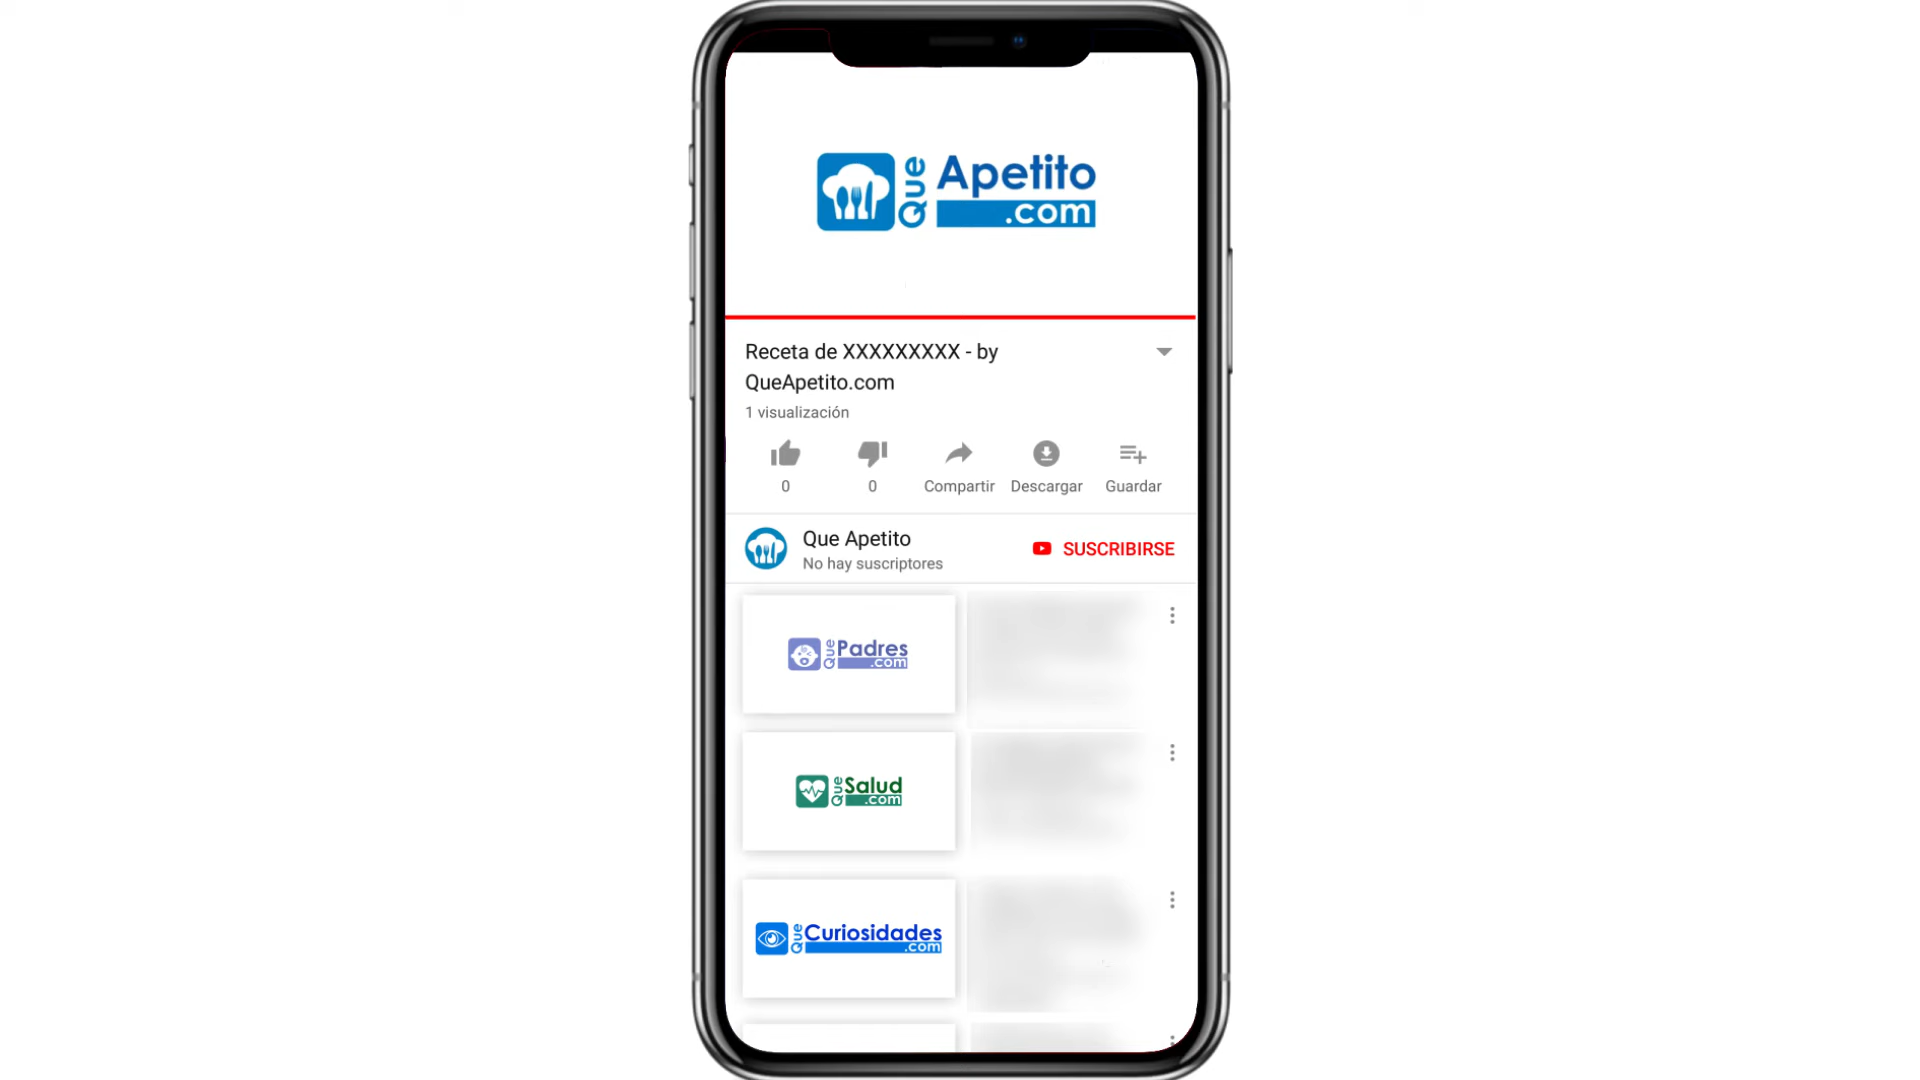 Que Apetito
.com
Receta de XXXXXXXXX - by
QueApetito.com
1 visualización
0
0
Compartir
Descargar
Guardar
Que Apetito
No hay suscriptores
SUSCRIBIRSE
Que Padres
.com
Que Salud
.com
Que Curiosidades
.com